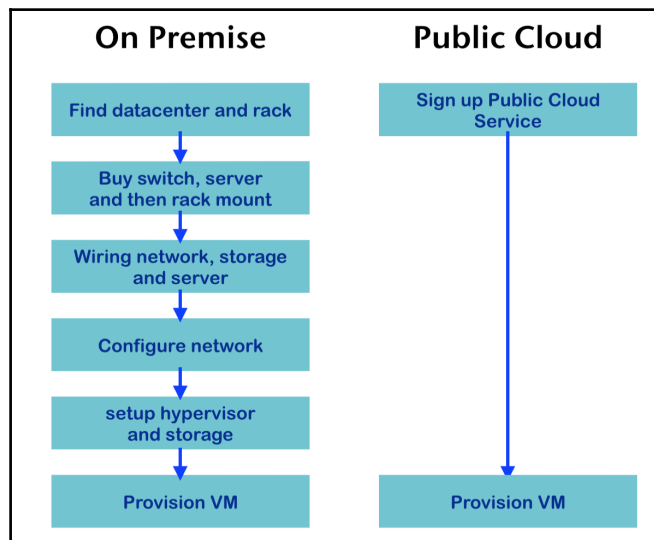 On Premise
Find datacenter and rack
Buy switch, server
and then rack mount
Wiring network, storage
and server
Configure network
setup hypervisor
and storage
Provision VM
Public Cloud
Sign up Public Cloud
Service
Provision VM